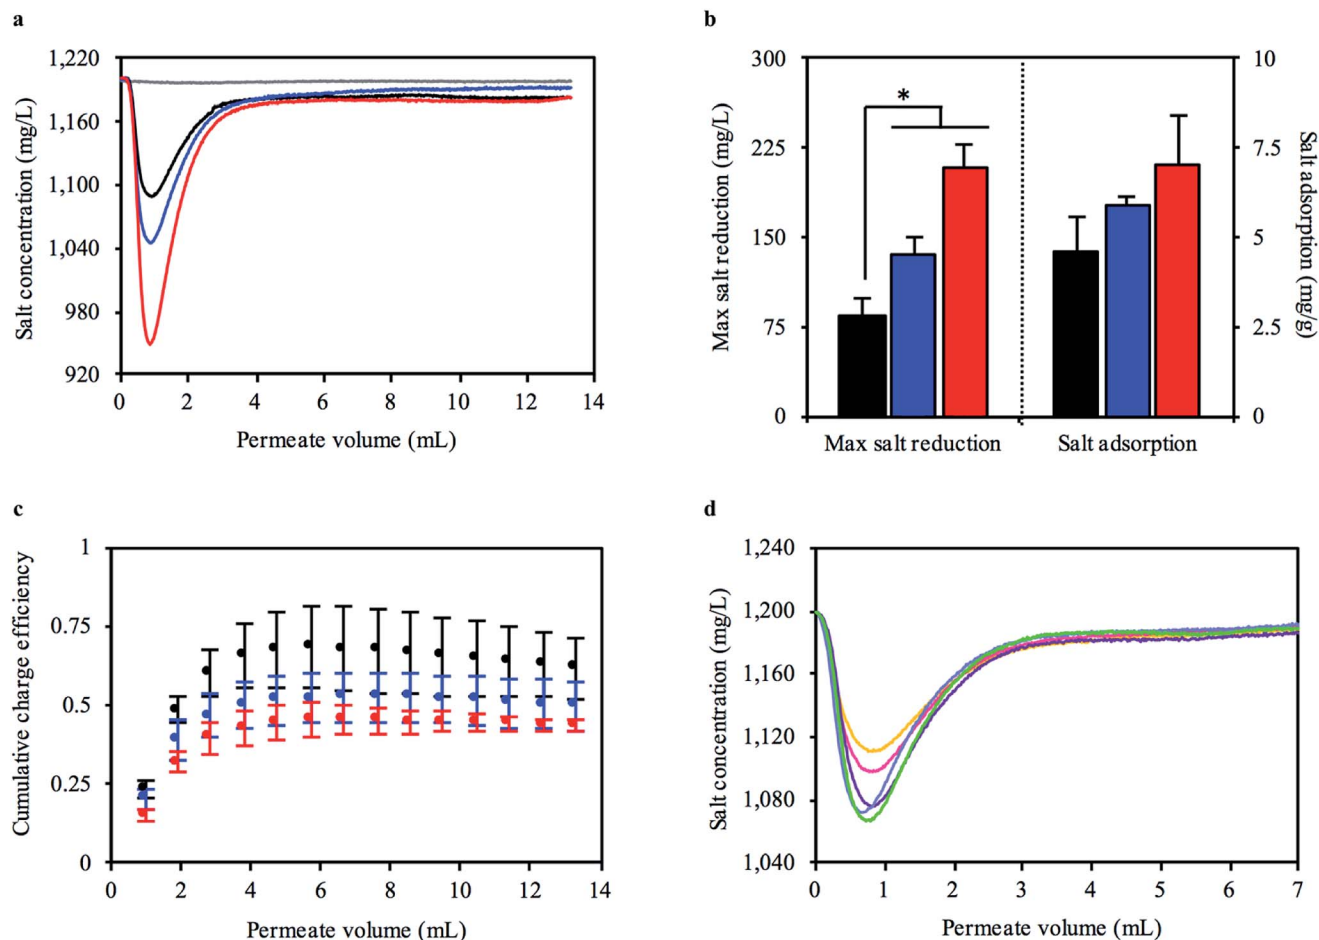 a
Salt concentration (mg/L)
1,220
1,160
1,100
1,040
980
920
0 2 4 6 8 10 12 14
Permeate volume (mL)
b
Max salt reduction (mg/L)
300
225
150
75
0
*
10
7.5
5
2.5
0
Salt adsorption (mg/g)
Max salt reduction Salt adsorption
c
Cumulative charge efficiency
1
0.75
0.5
0.25
0
0 2 4 6 8 10 12 14
Permeate volume (mL)
d
Salt concentration (mg/L)
1,240
1,200
1,160
1,120
1,080
1,040
0 1 2 3 4 5 6 7
Permeate volume (mL)